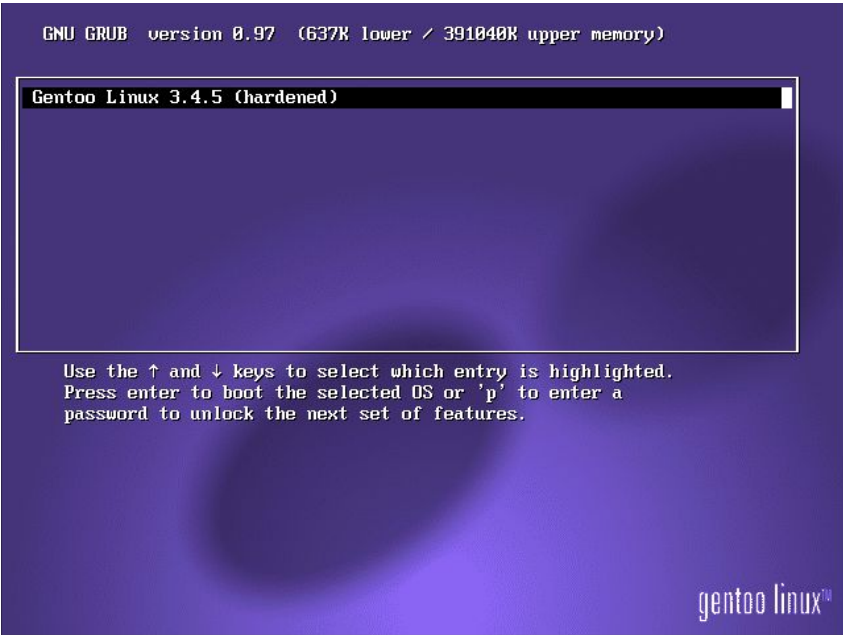 GNU GRUB version 0.97 (637K lower / 391040K upper memory)
Gentoo Linux 3.4.5 (hardened)
Use the ↑ and ↓ keys to select which entry is highlighted.
Press enter to boot the selected OS or 'p' to enter a
password to unlock the next set of features.
gentoo linux™